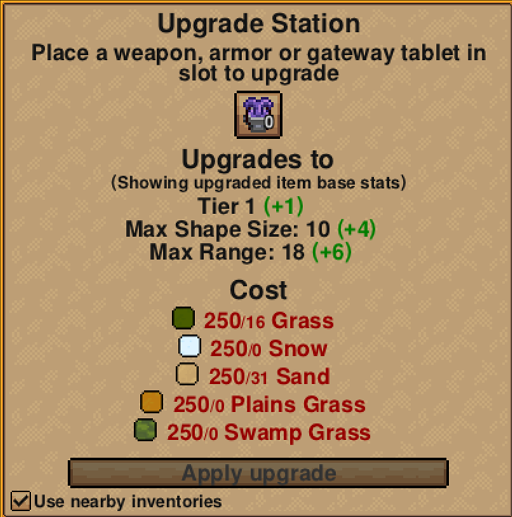 Upgrade Station
Place a weapon, armor or gateway tablet in
slot to upgrade
Upgrades to
(Showing upgraded item base stats)
Tier 1 (+1)
Max Shape Size: 10 (+4)
Max Range: 18 (+6)
Cost
250/16 Grass
250/0 Snow
250/31 Sand
250/0 Plains Grass
250/0 Swamp Grass
Apply upgrade
Use nearby inventories